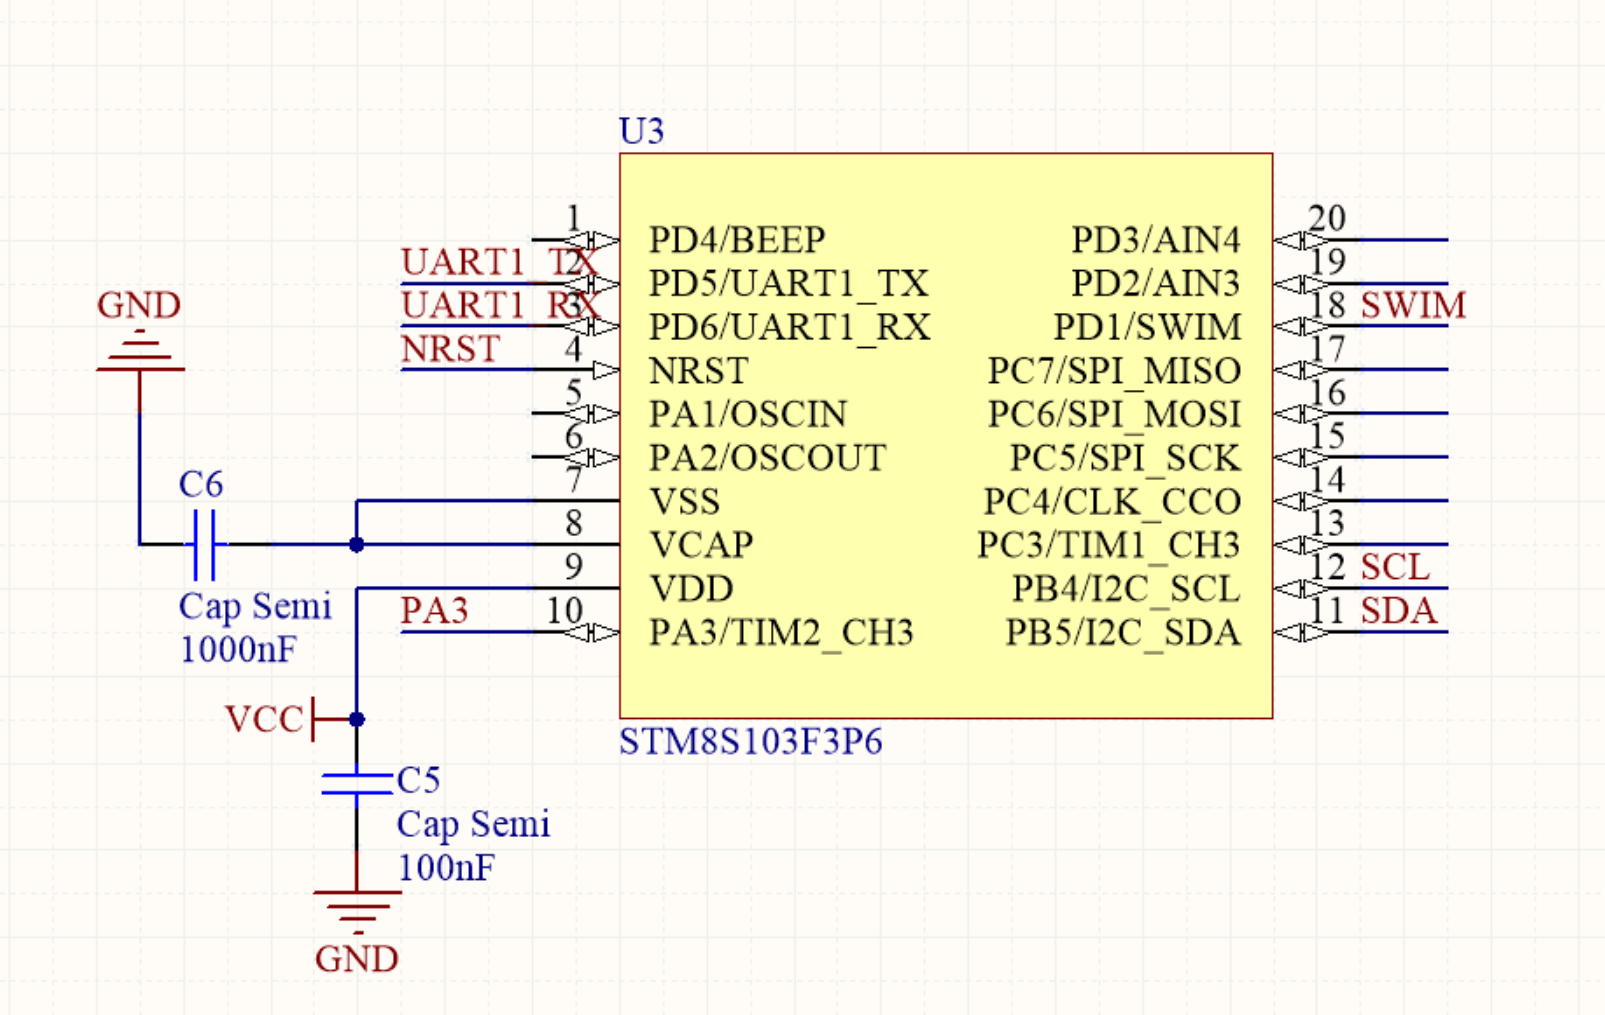 U3
1 PD4/BEEP PD3/AIN4 20
UART1_TX 2 PD5/UART1_TX PD2/AIN3 19
UART1_RX 3 PD6/UART1_RX PD1/SWIM 18 SWIM
NRST 4 NRST PC7/SPI_MISO 17
5 PA1/OSCIN PC6/SPI_MOSI 16
6 PA2/OSCOUT PC5/SPI_SCK 15
7 VSS PC4/CLK_CCO 14
8 VCAP PC3/TIM1_CH3 13
9 VDD PB4/I2C_SCL 12 SCL
PA3 10 PA3/TIM2_CH3 PB5/I2C_SDA 11 SDA
STM8S103F3P6
GND
C6
Cap Semi
1000nF
VCC
C5
Cap Semi
100nF
GND